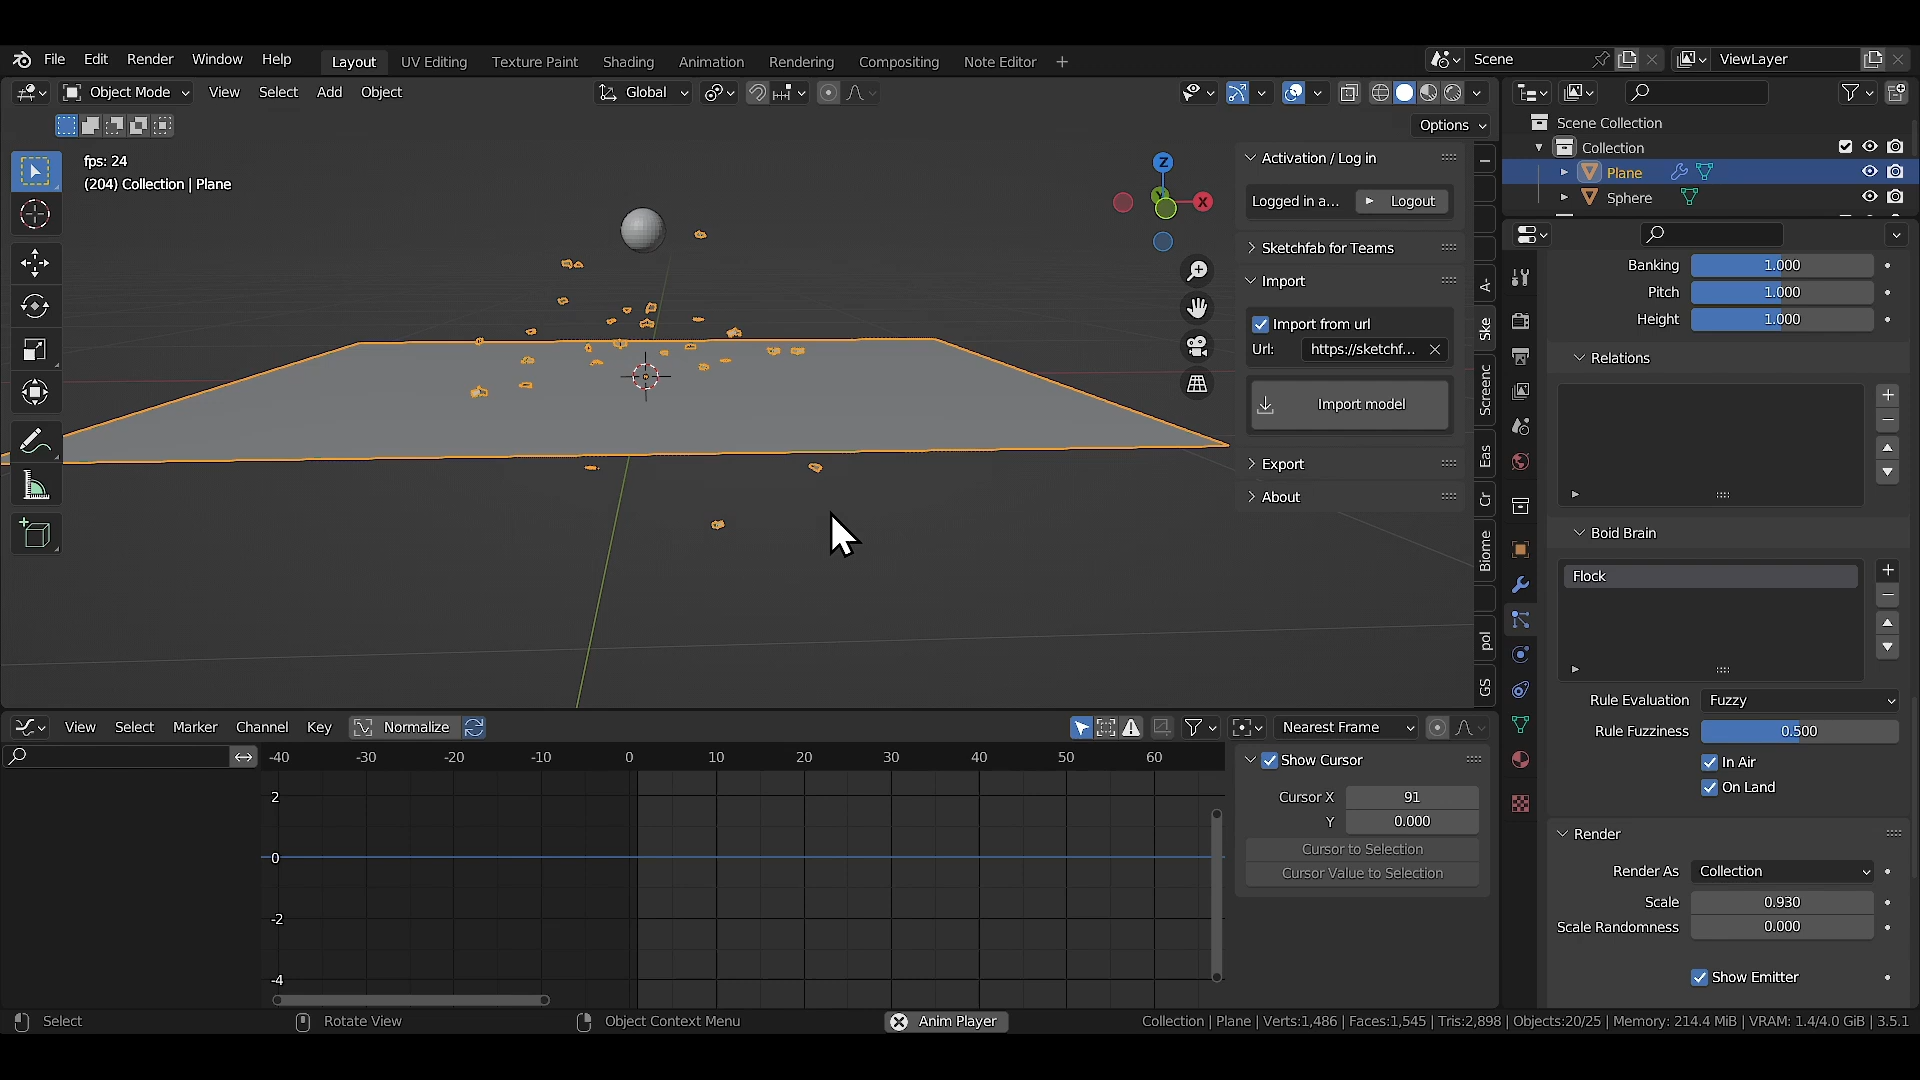 File Edit Render Window Help Layout UV Editing Texture Paint Shading Animation Rendering Compositing Note Editor + Scene ViewLayer
Object Mode View Select Add Object Global
Options
fps: 24
(204) Collection | Plane
Z
X
Y
Activation / Log in
Logged in a... Logout
Sketchfab for Teams
Import
Import from url
Url: https://sketchf...
Import model
Export
About
A-
Ske
Screenc
Eas
Cr
Biome
pol
GS
Scene Collection
Collection
Plane
Sphere
Banking 1.000
Pitch 1.000
Height 1.000
Relations
Boid Brain
Flock
Rule Evaluation Fuzzy
Rule Fuzziness 0.500
In Air
On Land
Render
Render As Collection
Scale 0.930
Scale Randomness 0.000
Show Emitter
View Select Marker Channel Key Normalize Nearest Frame
-40 -30 -20 -10 0 10 20 30 40 50 60
2
0
-2
-4
Show Cursor
Cursor X 91
Y 0.000
Cursor to Selection
Cursor Value to Selection
Select Rotate View Object Context Menu Anim Player Collection | Plane | Verts:1,486 | Faces:1,545 | Tris:2,898 | Objects:20/25 | Memory: 214.4 MiB | VRAM: 1.4/4.0 GiB | 3.5.1